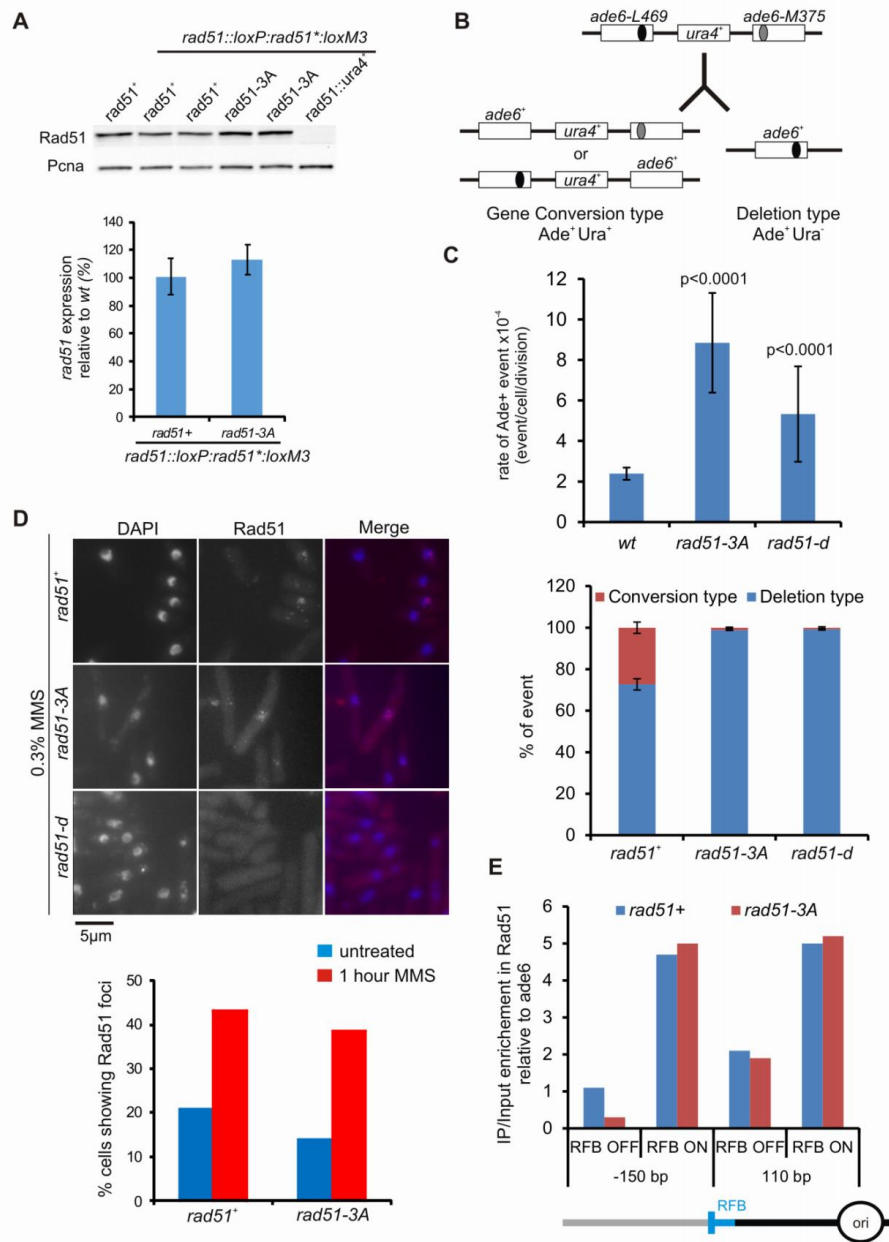 A
rad51::loxP:rad51*:loxM3
rad51⁺
rad51⁺
rad51⁺
rad51-3A
rad51-3A
rad51::ura4⁺
Rad51
Pcna
140
120
100
80
60
40
20
0
rad51 expression
relative to wt (%)
rad51+
rad51-3A
rad51::loxP:rad51*:loxM3
B
ade6-L469
ade6-M375
ura4⁺
ade6⁺
ura4⁺
or
ade6⁺
ura4⁺
ade6⁺
Gene Conversion type
Ade⁺Ura⁺
Deletion type
Ade⁺Ura⁻
C
12
10
8
6
4
2
0
rate of Ade+ event x10⁻⁴
(event/cell/division)
p<0.0001
p<0.0001
wt
rad51-3A
rad51-d
120
100
80
60
40
20
0
% of event
Conversion type
Deletion type
rad51⁺
rad51-3A
rad51-d
D
DAPI
Rad51
Merge
0.3% MMS
rad51⁺
rad51-3A
rad51-d
5µm
untreated
1 hour MMS
50
40
30
20
10
0
% cells showing Rad51 foci
rad51⁺
rad51-3A
E
rad51+
rad51-3A
6
5
4
3
2
1
0
IP/Input enrichement in Rad51
relative to ade6
RFB OFF
RFB ON
RFB OFF
RFB ON
-150 bp
110 bp
RFB
ori